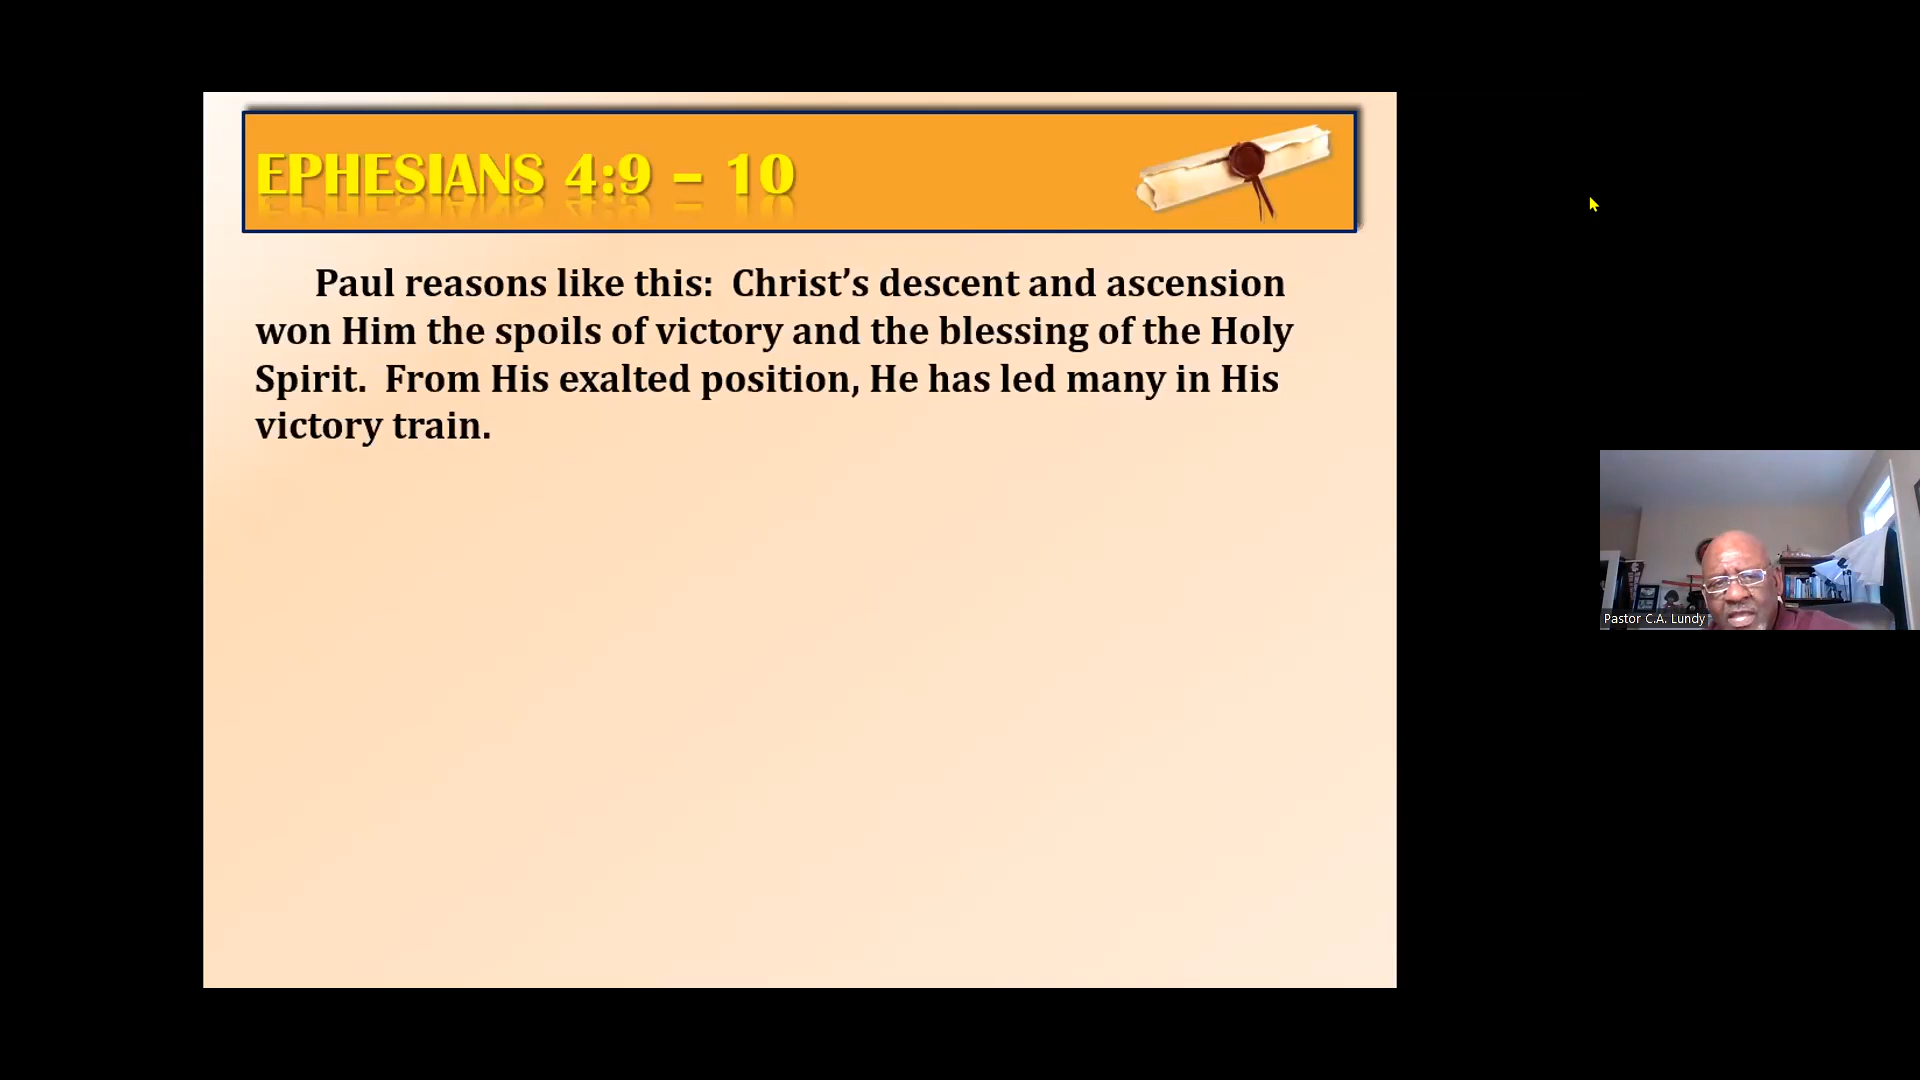 EPHESIANS 4:9 – 10
Paul reasons like this:  Christ’s descent and ascension
won Him the spoils of victory and the blessing of the Holy
Spirit.  From His exalted position, He has led many in His
victory train.
Pastor C.A. Lundy